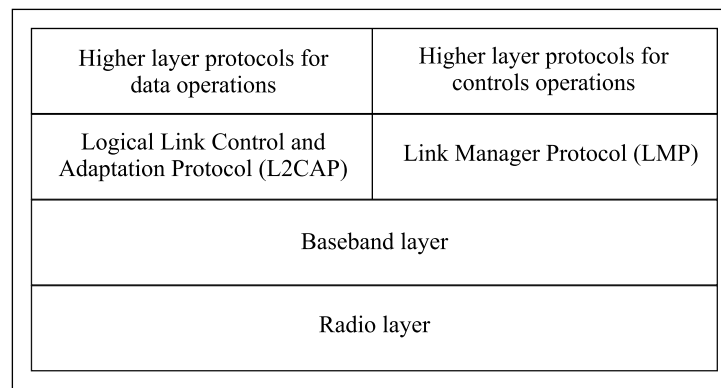 Higher layer protocols for
data operations
Higher layer protocols for
controls operations
Logical Link Control and
Adaptation Protocol (L2CAP)
Link Manager Protocol (LMP)
Baseband layer
Radio layer